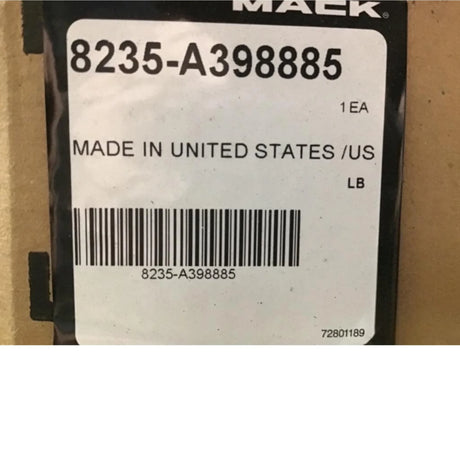 MACK®
8235-A398885
1 EA
MADE IN UNITED STATES /US
LB
8235-A398885
72801189